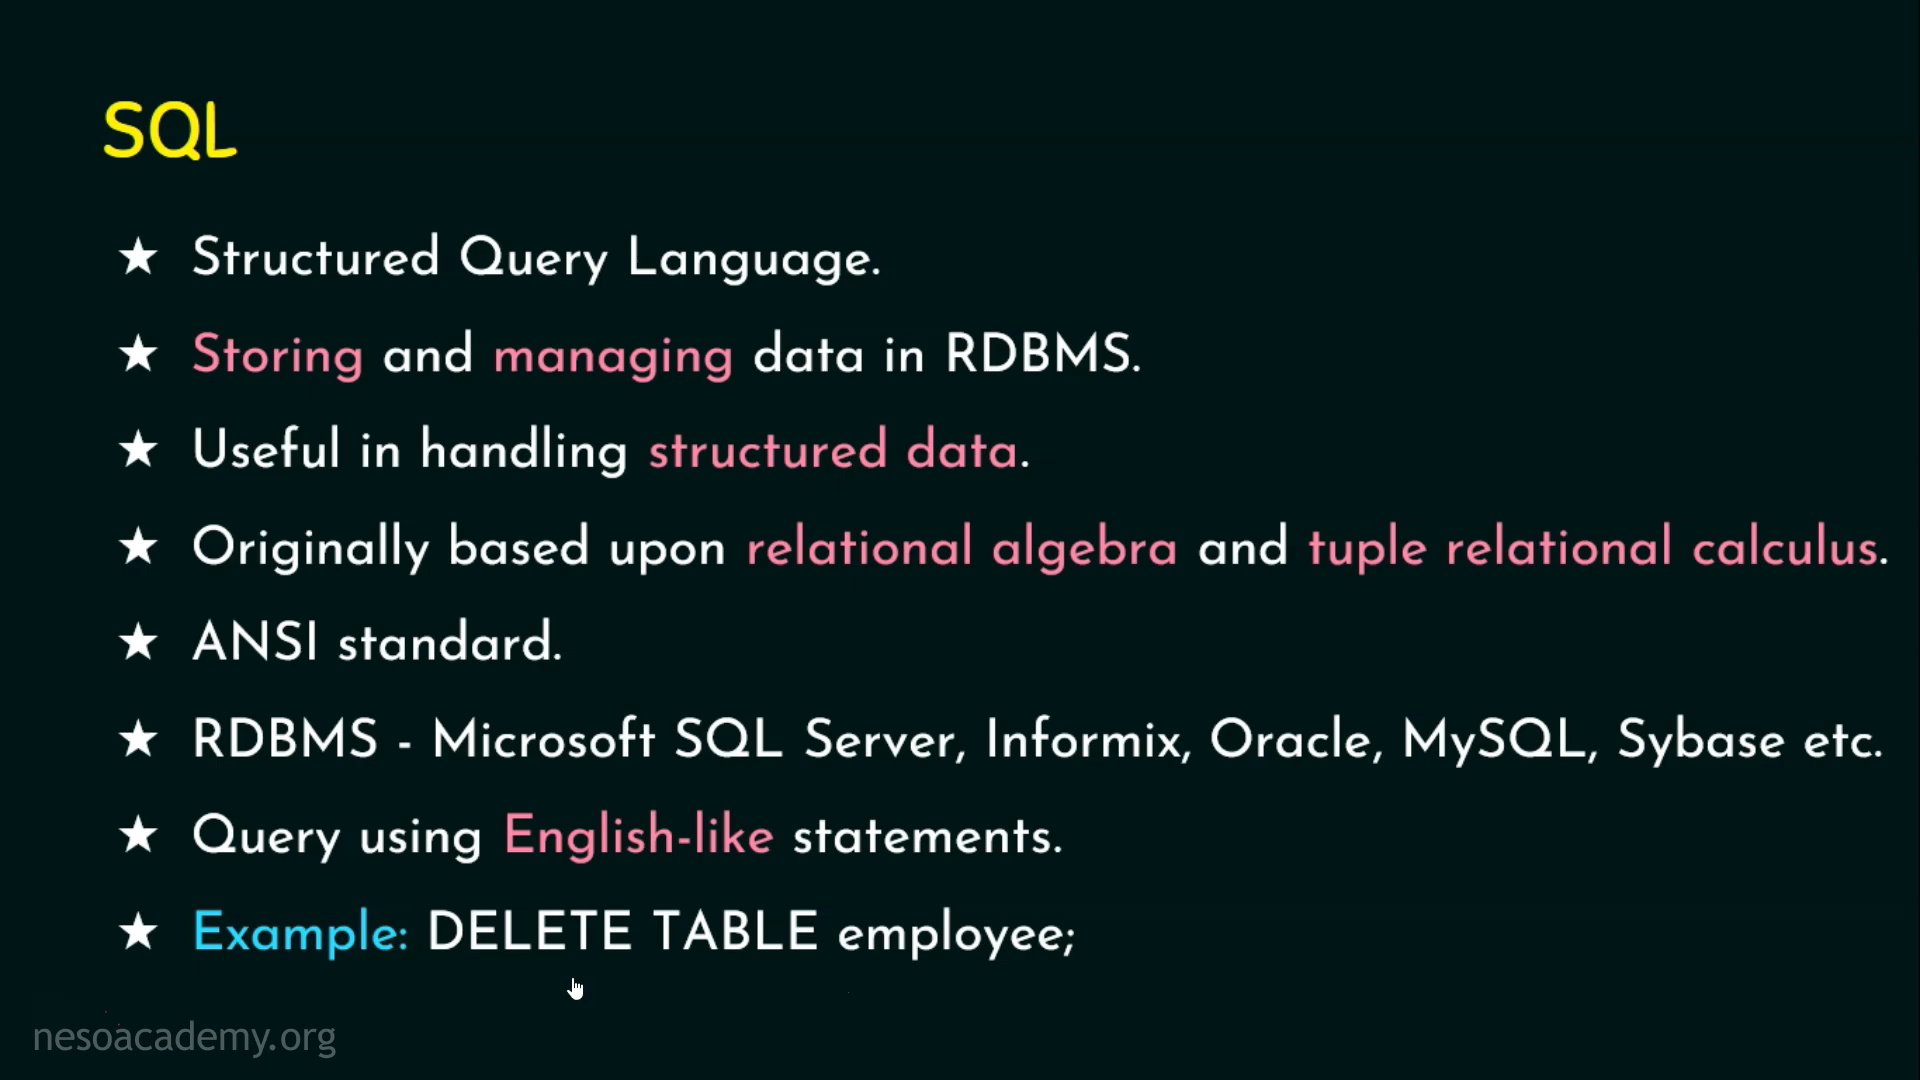 SQL
★ Structured Query Language.
★ Storing and managing data in RDBMS.
★ Useful in handling structured data.
★ Originally based upon relational algebra and tuple relational calculus.
★ ANSI standard.
★ RDBMS - Microsoft SQL Server, Informix, Oracle, MySQL, Sybase etc.
★ Query using English-like statements.
★ Example: DELETE TABLE employee;
nesoacademy.org